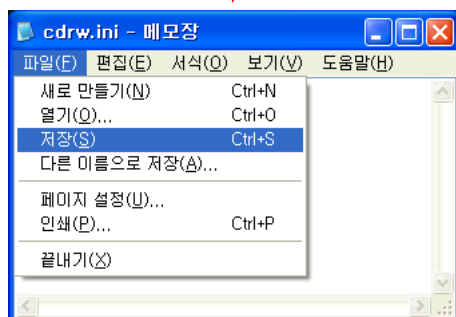 cdrw.ini - 메모장
파일(F) 편집(E) 서식(O) 보기(V) 도움말(H)
새로 만들기(N) Ctrl+N
열기(O)... Ctrl+O
저장(S) Ctrl+S
다른 이름으로 저장(A)...
페이지 설정(U)...
인쇄(P)... Ctrl+P
끝내기(X)